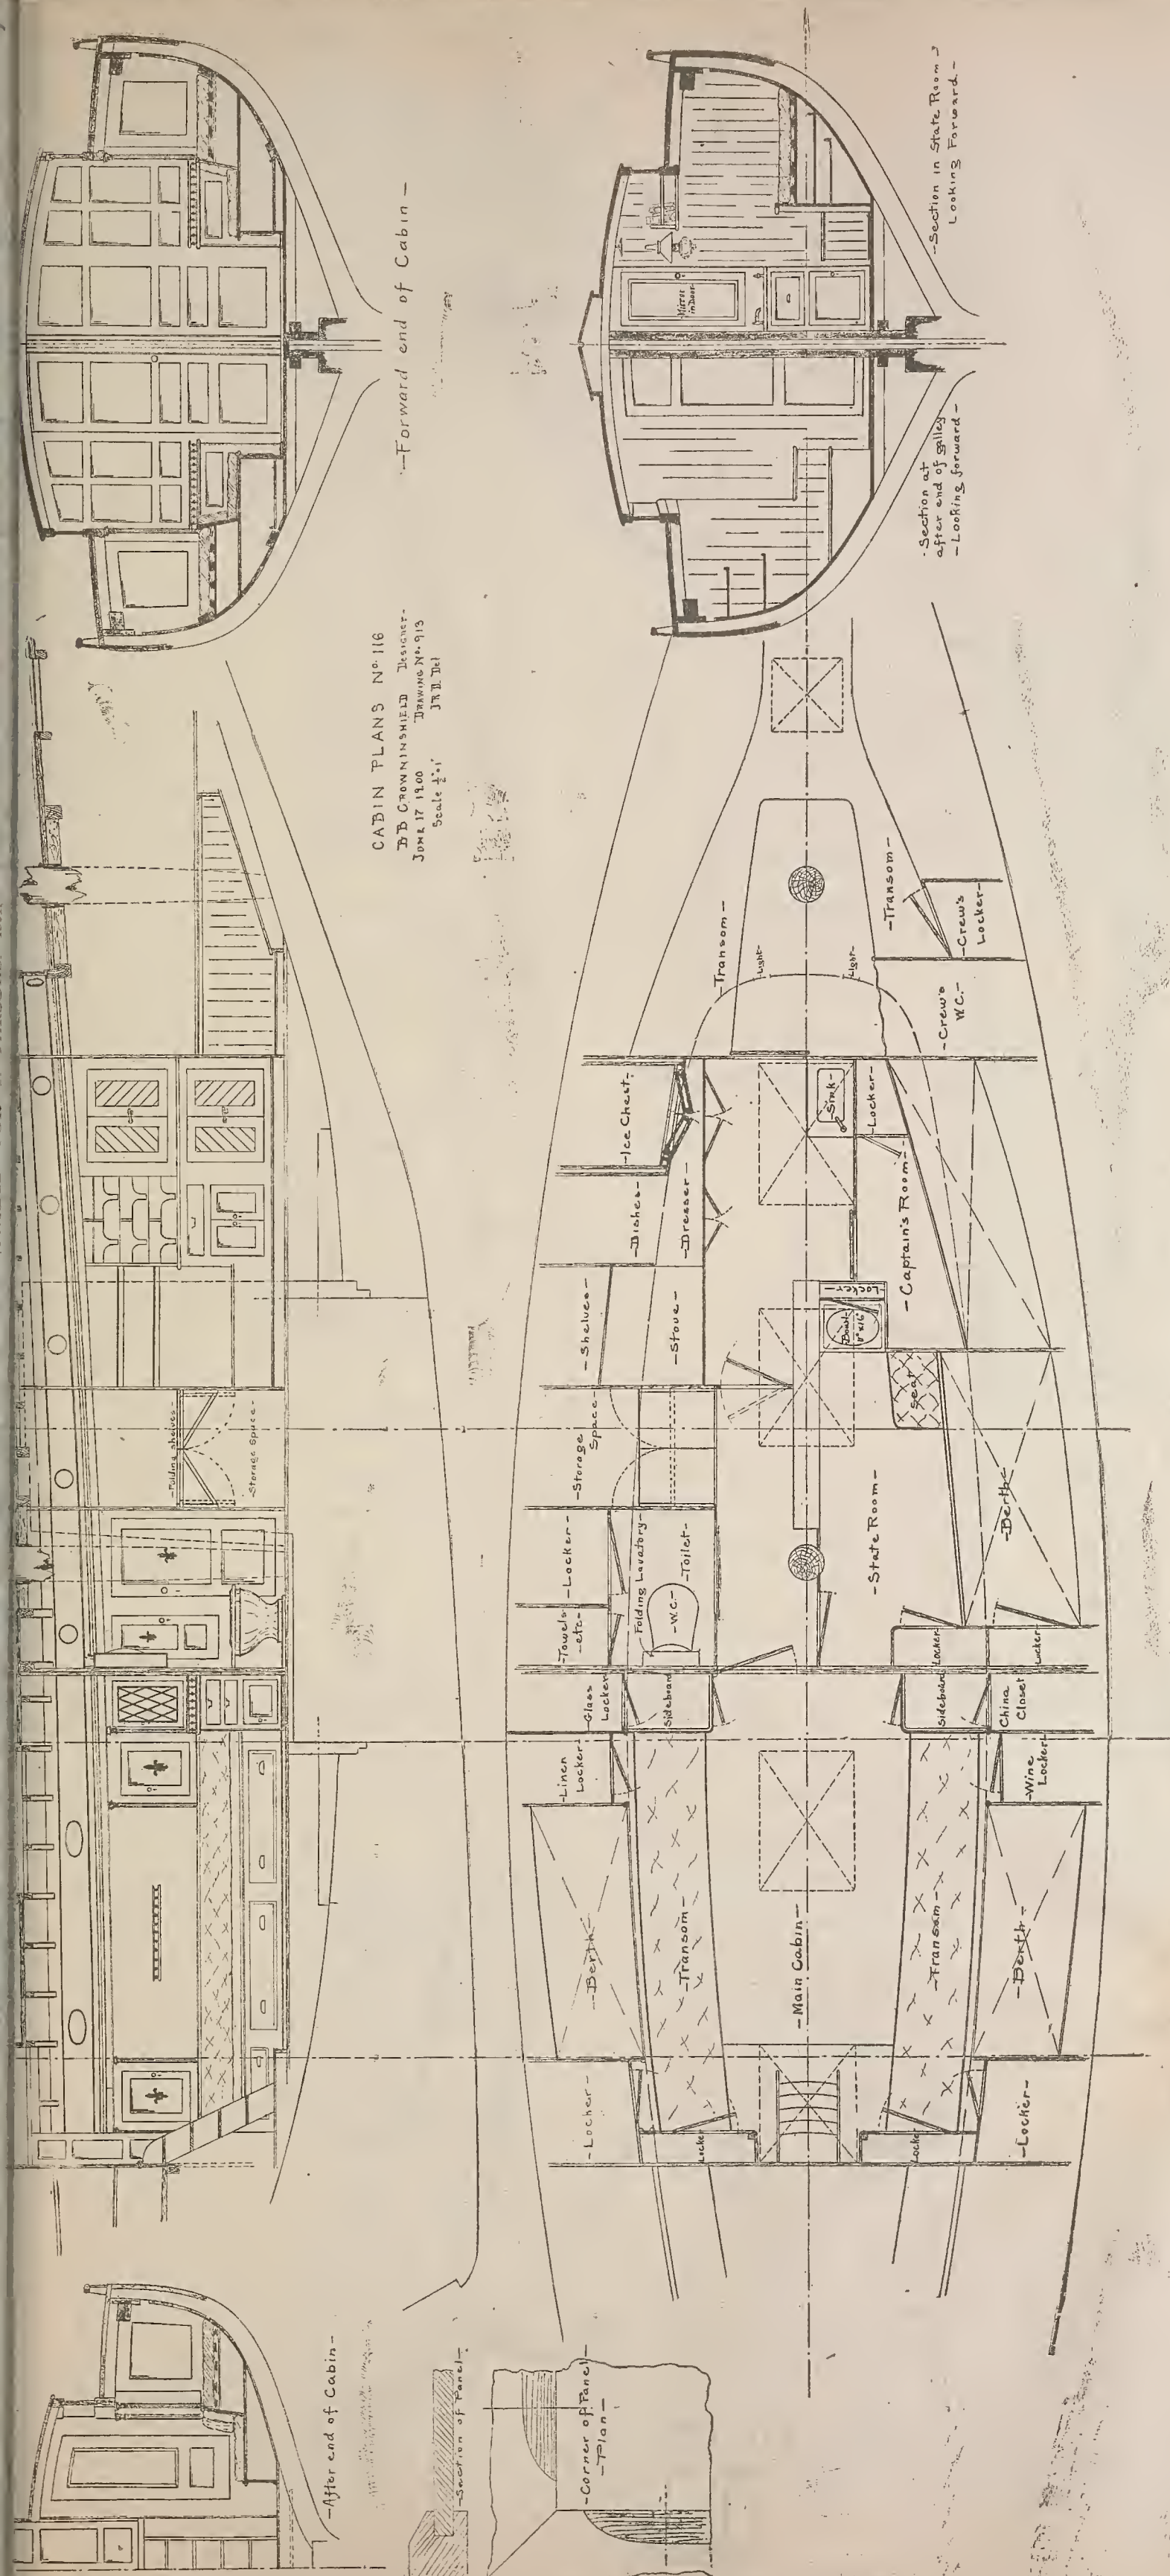 -Forward end of Cabin-
-Section in State Room-
Looking Forward-
Mirror
in Door
-Section at
after end of galley
-Looking forward-
CABIN PLANS Nº 116
BB CROWNINSHIELD Designer-
June 17 1900 Drawing Nº 913
Scale ½"=1' JRD Del
-Folding shelves-
-Storage Space-
-Transom-
Light-
Light-
-Transom-
-Crew's
Locker-
-Crew's
W.C.-
-Ice Chest-
-Dishes-
-Dresser-
-Sink-
-Locker-
-Captain's Room-
-Shelves-
-Stove-
Locker-
Bowl
-Storage
Space-
Seat
-Locker-
-Towels
-etc-
Folding Lavatory-
-Toilet-
-W.C.-
-State Room-
-Berth-
Locker
Locker
-Glass
Locker
Sideboard
Sideboard
China
Closet
-Linen
Locker
-Wine
Locker
-Berth-
-Transom-
-Main Cabin-
-Transom-
-Berth-
-Locker-
Locker
Locker
-Locker-
-After end of Cabin-
-Section of Panel-
-Corner of Panel-
-Plan-